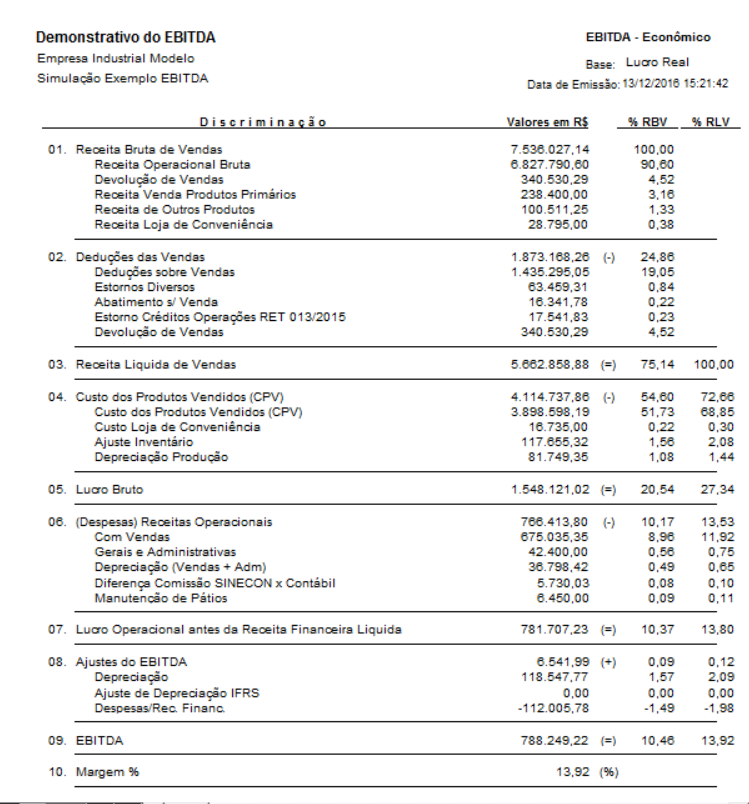 Demonstrativo do EBITDA EBITDA - Econômico
Empresa Industrial Modelo Base: Lucro Real
Simulação Exemplo EBITDA Data de Emissão: 13/12/2016 15:21:42
Discriminação Valores em R$ % RBV % RLV
01. Receita Bruta de Vendas 7.536.027,14 100,00
Receita Operacional Bruta 6.827.790,60 90,60
Devolução de Vendas 340.530,29 4,52
Receita Venda Produtos Primários 238.400,00 3,16
Receita de Outros Produtos 100.511,25 1,33
Receita Loja de Conveniência 28.795,00 0,38
02. Deduções das Vendas 1.873.168,26 (-) 24,86
Deduções sobre Vendas 1.435.295,05 19,05
Estornos Diversos 63.459,31 0,84
Abatimento s/ Venda 16.341,78 0,22
Estorno Créditos Operações RET 013/2015 17.541,83 0,23
Devolução de Vendas 340.530,29 4,52
03. Receita Liquida de Vendas 5.662.858,88 (=) 75,14 100,00
04. Custo dos Produtos Vendidos (CPV) 4.114.737,86 (-) 54,60 72,66
Custo dos Produtos Vendidos (CPV) 3.898.598,19 51,73 68,85
Custo Loja de Conveniência 16.735,00 0,22 0,30
Ajuste Inventário 117.655,32 1,56 2,08
Depreciação Produção 81.749,35 1,08 1,44
05. Lucro Bruto 1.548.121,02 (=) 20,54 27,34
06. (Despesas) Receitas Operacionais 766.413,80 (-) 10,17 13,53
Com Vendas 675.035,35 8,96 11,92
Gerais e Administrativas 42.400,00 0,56 0,75
Depreciação (Vendas + Adm) 36.798,42 0,49 0,65
Diferença Comissão SINECON x Contábil 5.730,03 0,08 0,10
Manutenção de Pátios 6.450,00 0,09 0,11
07. Lucro Operacional antes da Receita Financeira Liquida 781.707,23 (=) 10,37 13,80
08. Ajustes do EBITDA 6.541,99 (+) 0,09 0,12
Depreciação 118.547,77 1,57 2,09
Ajuste de Depreciação IFRS 0,00 0,00 0,00
Despesas/Rec. Financ. -112.005,78 -1,49 -1,98
09. EBITDA 788.249,22 (=) 10,46 13,92
10. Margem % 13,92 (%)